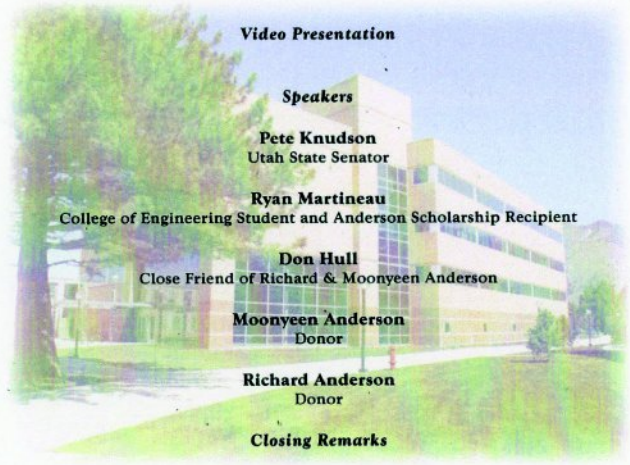 Video Presentation
Speakers
Pete Knudson
Utah State Senator
Ryan Martineau
College of Engineering Student and Anderson Scholarship Recipient
Don Hull
Close Friend of Richard & Moonyeen Anderson
Moonyeen Anderson
Donor
Richard Anderson
Donor
Closing Remarks